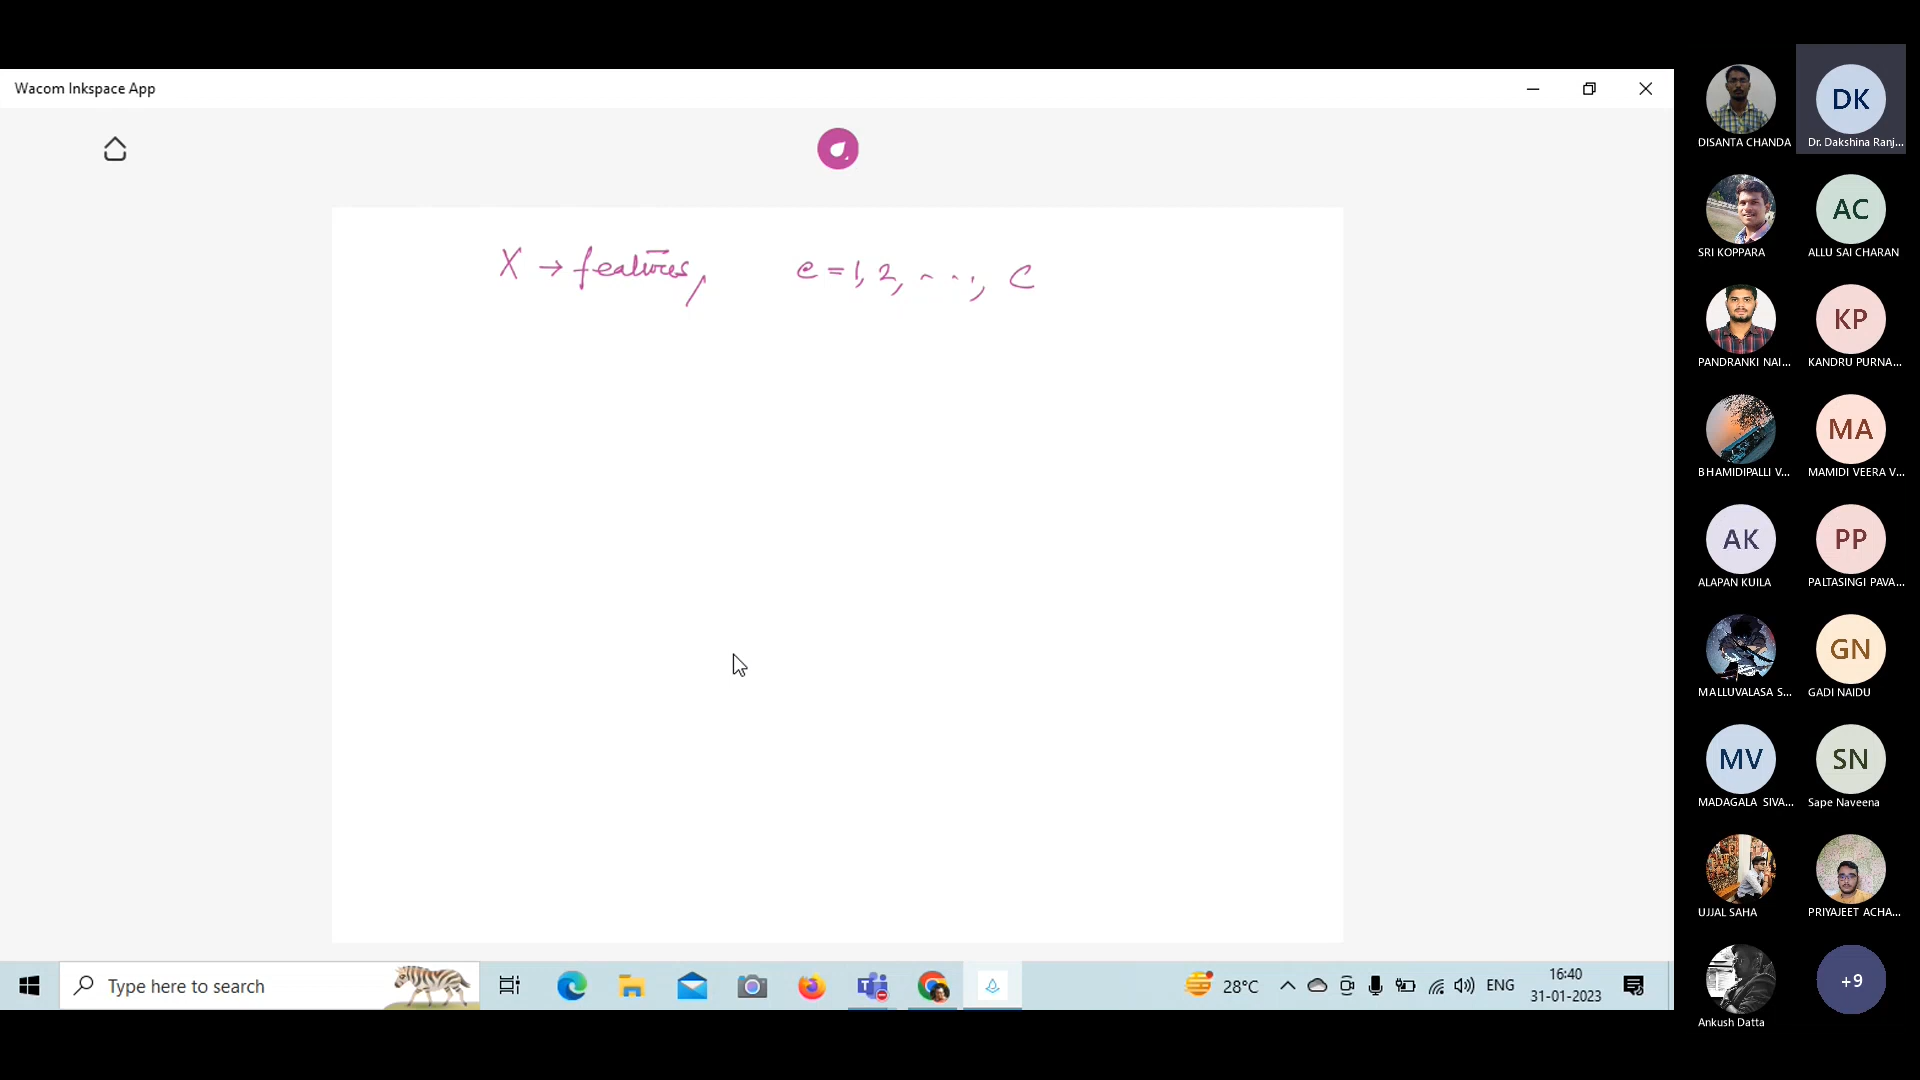 Wacom Inkspace App
X → features, c = 1, 2, ..., C
DISANTA CHANDA
DK
Dr. Dakshina Ranj...
SRI KOPPARA
AC
ALLU SAI CHARAN
PANDRANKI NAI...
KP
KANDRU PURNA...
BHAMIDIPALLI V...
MA
MAMIDI VEERA V...
AK
ALAPAN KUILA
PP
PALTASINGI PAVA...
MALLUVALASA S...
GN
GADI NAIDU
MV
MADAGALA SIVA...
SN
Sape Naveena
UJJAL SAHA
PRIYAJEET ACHA...
Ankush Datta
+9
Type here to search
28°C
ENG
16:40
31-01-2023